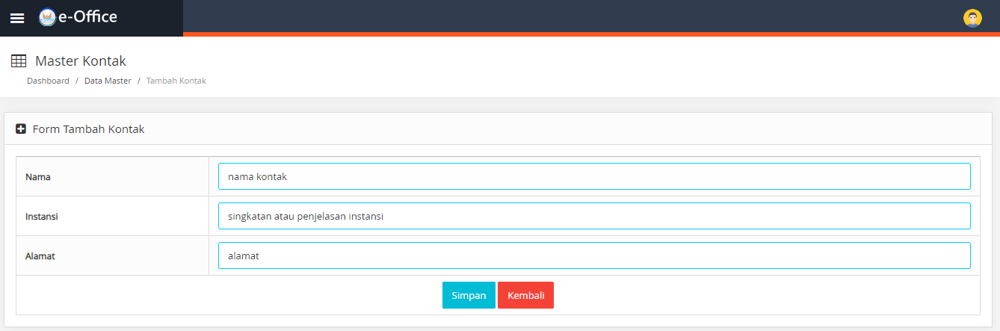 e-Office
Master Kontak
Dashboard / Data Master / Tambah Kontak
Form Tambah Kontak
Nama nama kontak
Instansi singkatan atau penjelasan instansi
Alamat alamat
Simpan Kembali